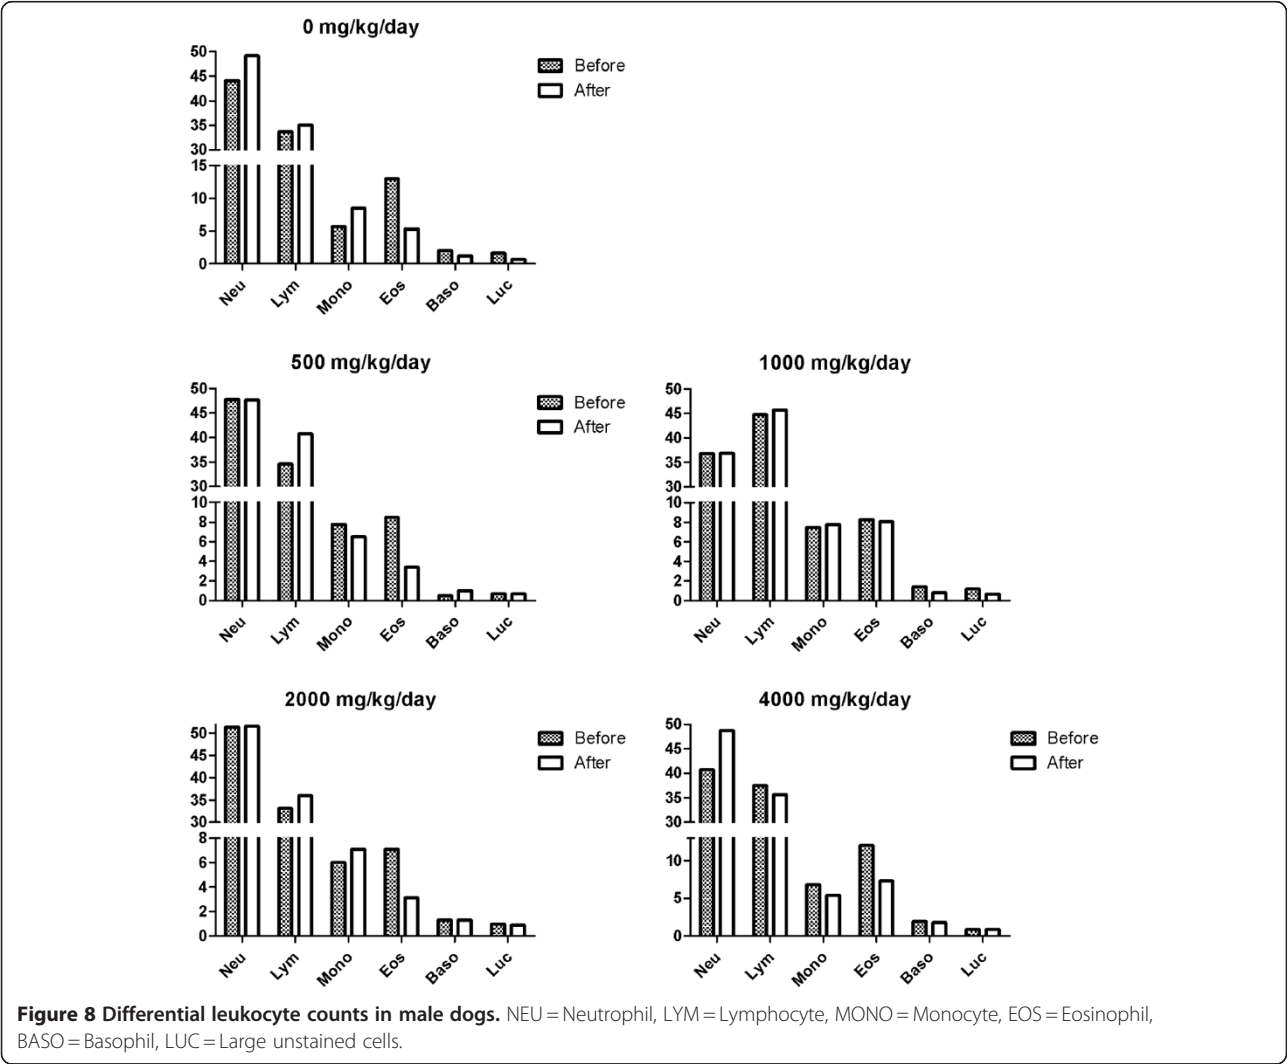 0 mg/kg/day
50
45
40
35
30
15
10
5
0
Before
After
Neu Lym Mono Eos Baso Luc
500 mg/kg/day
50
45
40
35
30
10
8
6
4
2
0
Before
After
Neu Lym Mono Eos Baso Luc
1000 mg/kg/day
50
45
40
35
30
10
8
6
4
2
0
Neu Lym Mono Eos Baso Luc
2000 mg/kg/day
50
45
40
35
30
8
6
4
2
0
Before
After
Neu Lym Mono Eos Baso Luc
4000 mg/kg/day
50
45
40
35
30
10
5
0
Before
After
Neu Lym Mono Eos Baso Luc
Figure 8 Differential leukocyte counts in male dogs. NEU = Neutrophil, LYM = Lymphocyte, MONO = Monocyte, EOS = Eosinophil,
BASO = Basophil, LUC = Large unstained cells.